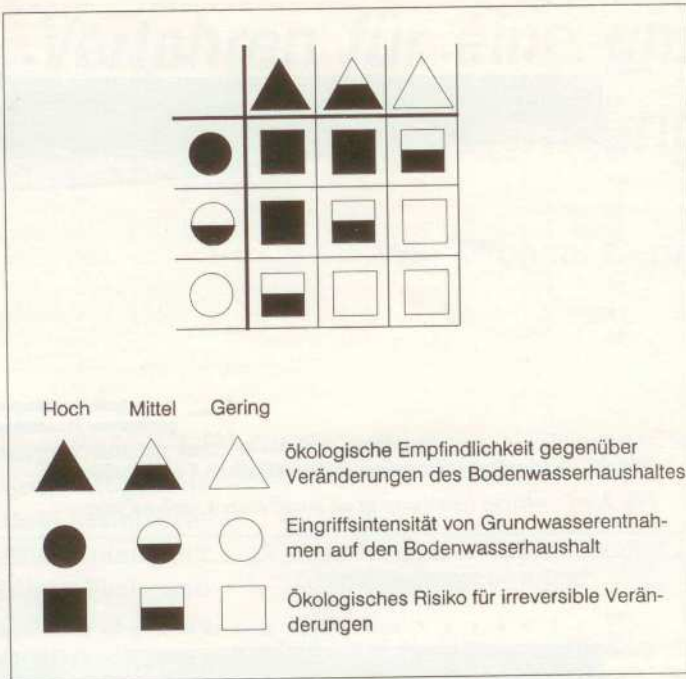 Hoch Mittel Gering
ökologische Empfindlichkeit gegenüber
Veränderungen des Bodenwasserhaushaltes
Eingriffsintensität von Grundwasserentnah-
men auf den Bodenwasserhaushalt
Ökologisches Risiko für irreversible Verän-
derungen